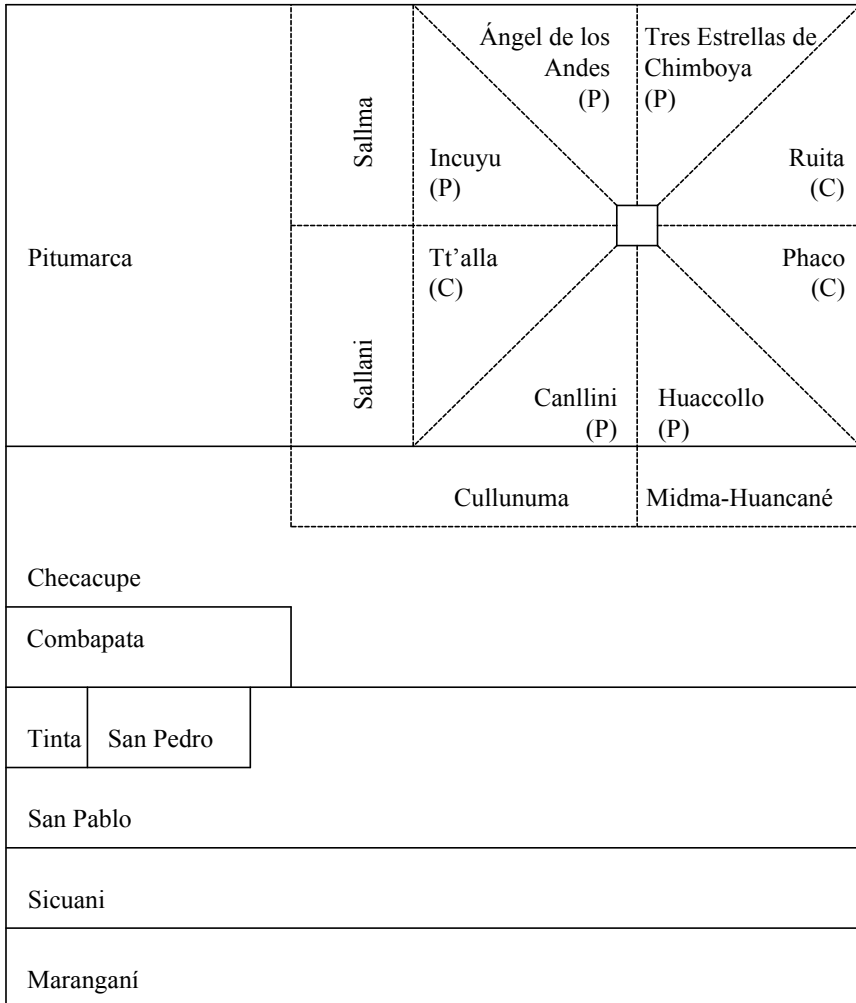 Ángel de los
Andes
(P)
Tres Estrellas de
Chimboya
(P)
Sallma
Incuyu
(P)
Ruita
(C)
Pitumarca
Tt’alla
(C)
Phaco
(C)
Sallani
Canllini
(P)
Huaccollo
(P)
Cullunuma
Midma-Huancané
Checacupe
Combapata
Tinta
San Pedro
San Pablo
Sicuani
Maranganí